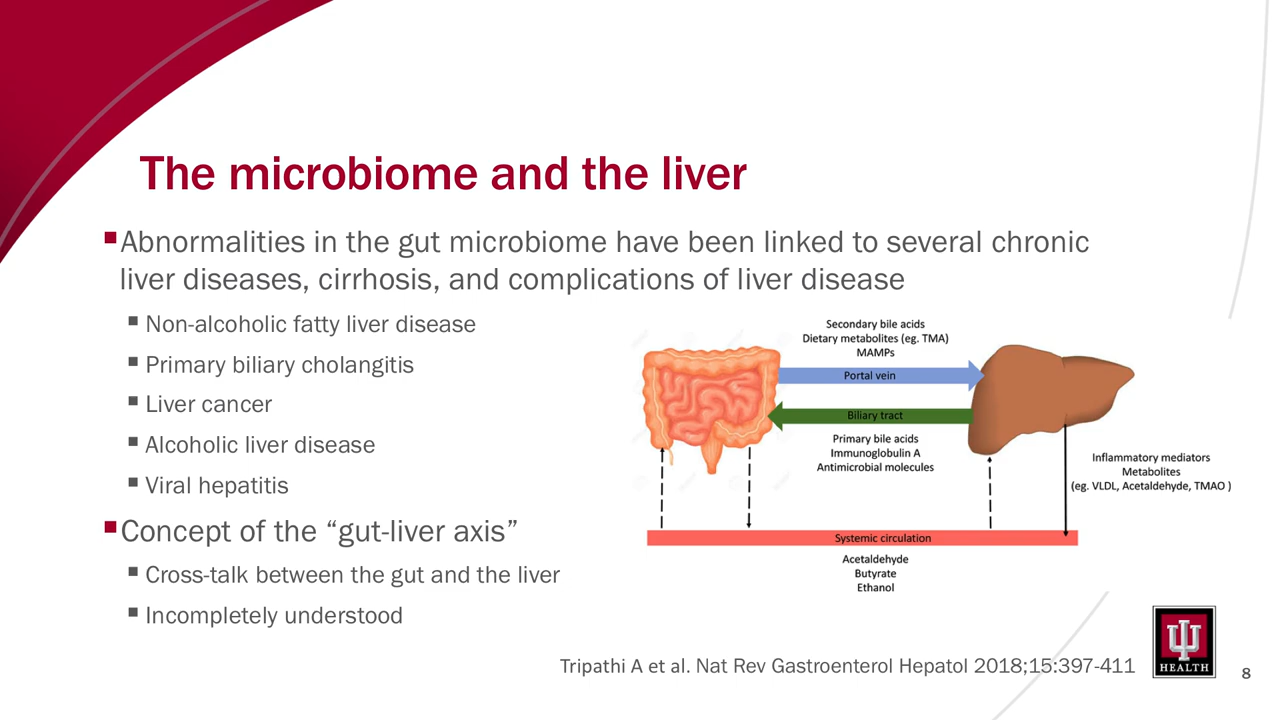 The microbiome and the liver
▪Abnormalities in the gut microbiome have been linked to several chronic
liver diseases, cirrhosis, and complications of liver disease
▪ Non-alcoholic fatty liver disease
▪ Primary biliary cholangitis
▪ Liver cancer
▪ Alcoholic liver disease
▪ Viral hepatitis
▪Concept of the “gut-liver axis”
▪ Cross-talk between the gut and the liver
▪ Incompletely understood
Secondary bile acids
Dietary metabolites (eg. TMA)
MAMPs
Portal vein
Biliary tract
Primary bile acids
Immunoglobulin A
Antimicrobial molecules
Inflammatory mediators
Metabolites
(eg. VLDL, Acetaldehyde, TMAO )
Systemic circulation
Acetaldehyde
Butyrate
Ethanol
Tripathi A et al. Nat Rev Gastroenterol Hepatol 2018;15:397-411
HEALTH
8